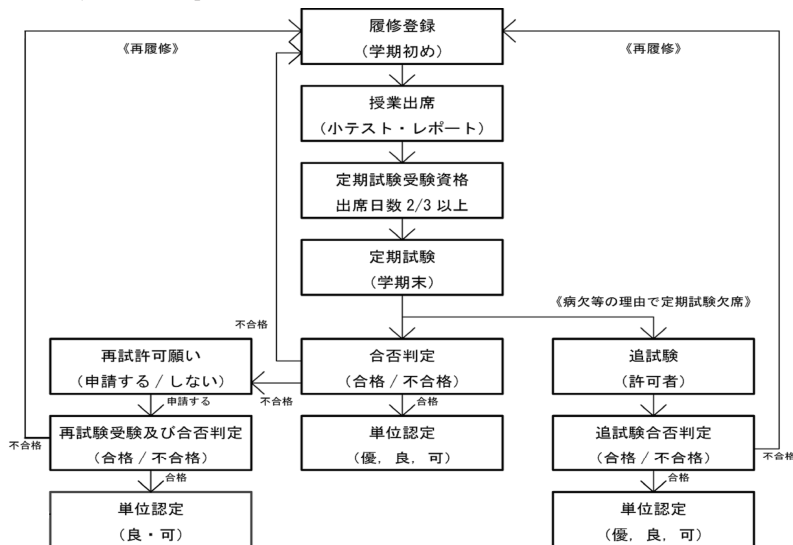 履修登録
（学期初め）
《再履修》
《再履修》
授業出席
（小テスト・レポート）
定期試験受験資格
出席日数 2/3 以上
定期試験
（学期末）
《病欠等の理由で定期試験欠席》
不合格
再試許可願い
（申請する / しない）
合否判定
（合格 / 不合格）
追試験
（許可者）
申請する
不合格
合格
再試験受験及び合否判定
（合格 / 不合格）
不合格
単位認定
（優，良，可）
追試験合否判定
（合格 / 不合格）
不合格
合格
合格
単位認定
（良・可）
単位認定
（優，良，可）